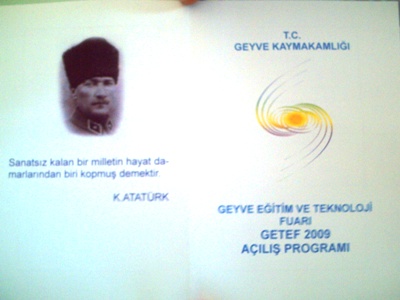 Sanatsız kalan bir milletin hayat da-
marlarından biri kopmuş demektir.
K.ATATÜRK
T.C.
GEYVE KAYMAKAMLIĞI
GEYVE EĞİTİM VE TEKNOLOJİ
FUARI
GETEF 2009
AÇILIŞ PROGRAMI